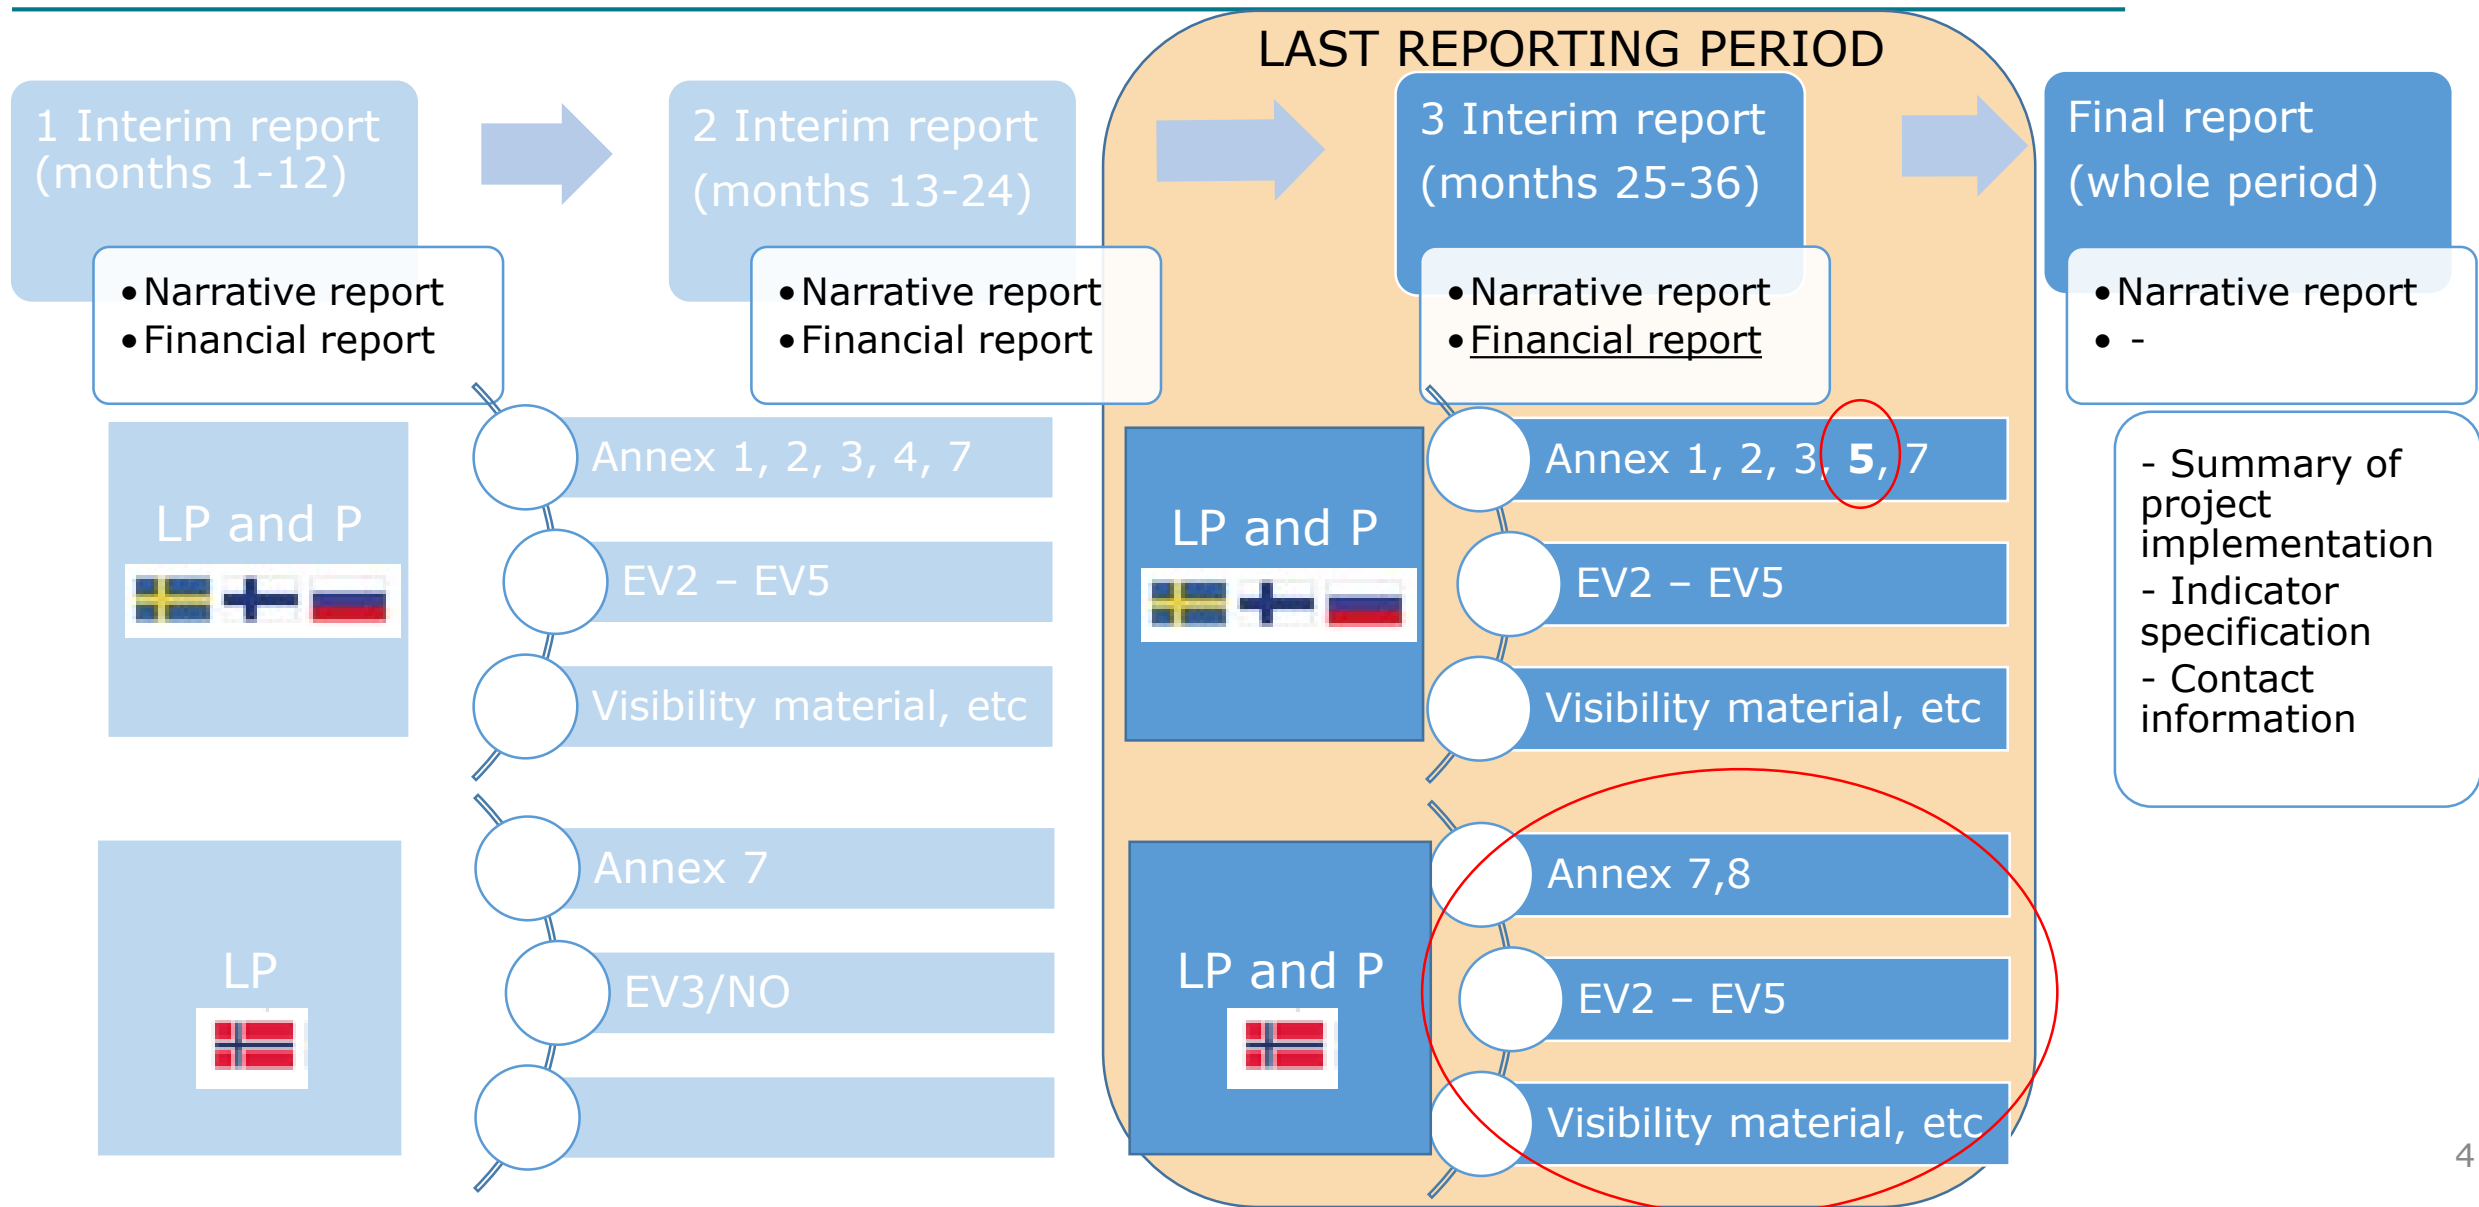 LAST REPORTING PERIOD
1 Interim report
(months 1-12)
•Narrative report
•Financial report
2 Interim report
(months 13-24)
•Narrative report
•Financial report
3 Interim report
(months 25-36)
•Narrative report
•Financial report
Final report
(whole period)
•Narrative report
• -
LP and P
Annex 1, 2, 3, 4, 7
EV2 – EV5
Visibility material, etc
LP
Annex 7
EV3/NO
LP and P
Annex 1, 2, 3, 5, 7
EV2 – EV5
Visibility material, etc
LP and P
Annex 7,8
EV2 – EV5
Visibility material, etc
- Summary of
project
implementation
- Indicator
specification
- Contact
information
4